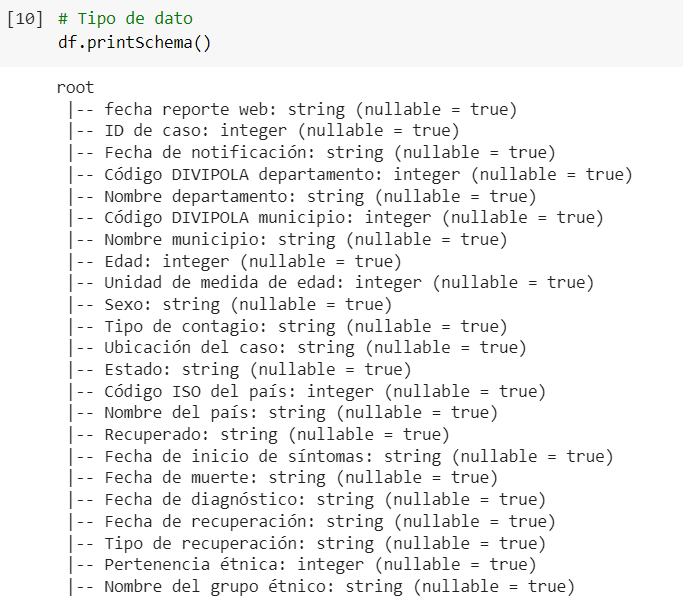 [10] # Tipo de dato
df.printSchema()
root
|-- fecha reporte web: string (nullable = true)
|-- ID de caso: integer (nullable = true)
|-- Fecha de notificación: string (nullable = true)
|-- Código DIVIPOLA departamento: integer (nullable = true)
|-- Nombre departamento: string (nullable = true)
|-- Código DIVIPOLA municipio: integer (nullable = true)
|-- Nombre municipio: string (nullable = true)
|-- Edad: integer (nullable = true)
|-- Unidad de medida de edad: integer (nullable = true)
|-- Sexo: string (nullable = true)
|-- Tipo de contagio: string (nullable = true)
|-- Ubicación del caso: string (nullable = true)
|-- Estado: string (nullable = true)
|-- Código ISO del país: integer (nullable = true)
|-- Nombre del país: string (nullable = true)
|-- Recuperado: string (nullable = true)
|-- Fecha de inicio de síntomas: string (nullable = true)
|-- Fecha de muerte: string (nullable = true)
|-- Fecha de diagnóstico: string (nullable = true)
|-- Fecha de recuperación: string (nullable = true)
|-- Tipo de recuperación: string (nullable = true)
|-- Pertenencia étnica: integer (nullable = true)
|-- Nombre del grupo étnico: string (nullable = true)